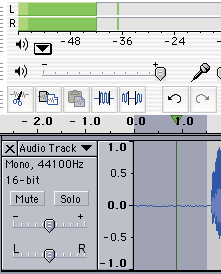 L
R
-48 -36 -24
- +
-2.0 -1.0 0.0 1.0
Audio Track
Mono, 44100Hz
16-bit
Mute Solo
- +
L R
1.0
0.5
0.0
-0.5
-1.0